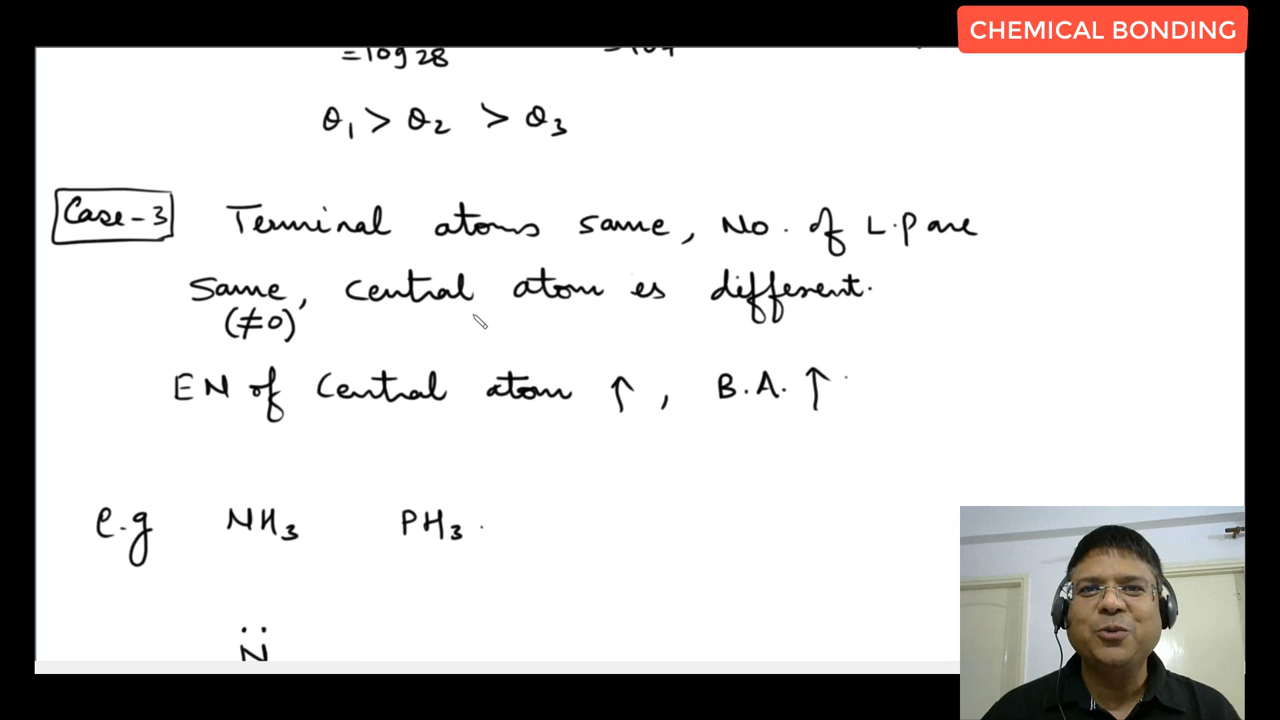 CHEMICAL BONDING
=109°28
θ₁ > θ₂ > θ₃
Case-3 Terminal atoms same, No. of L.P are
Same, Central atom is different.
(≠0)
EN of Central atom ↑, B.A. ↑
e.g NH₃ PH₃
N̈